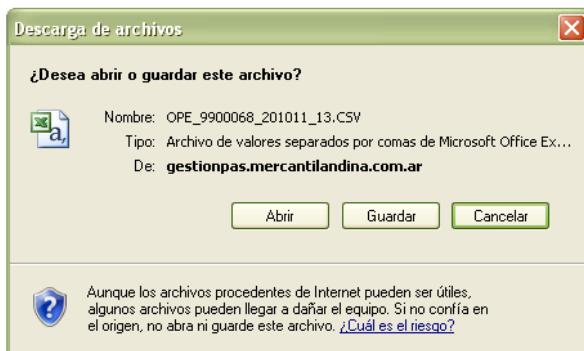 Descarga de archivos
¿Desea abrir o guardar este archivo?
Nombre: OPE_9900068_201011_13.CSV
Tipo: Archivo de valores separados por comas de Microsoft Office Ex...
De: gestionpas.mercantilandina.com.ar
Abrir Guardar Cancelar
Aunque los archivos procedentes de Internet pueden ser útiles,
algunos archivos pueden llegar a dañar el equipo. Si no confía en
el origen, no abra ni guarde este archivo. ¿Cuál es el riesgo?